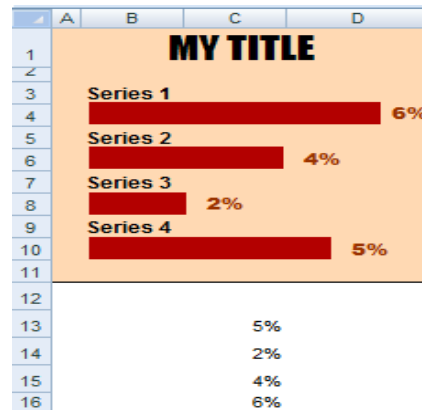 A B C D
1 MY TITLE
2
3 Series 1
4 6%
5 Series 2
6 4%
7 Series 3
8 2%
9 Series 4
10 5%
11
12
13 5%
14 2%
15 4%
16 6%